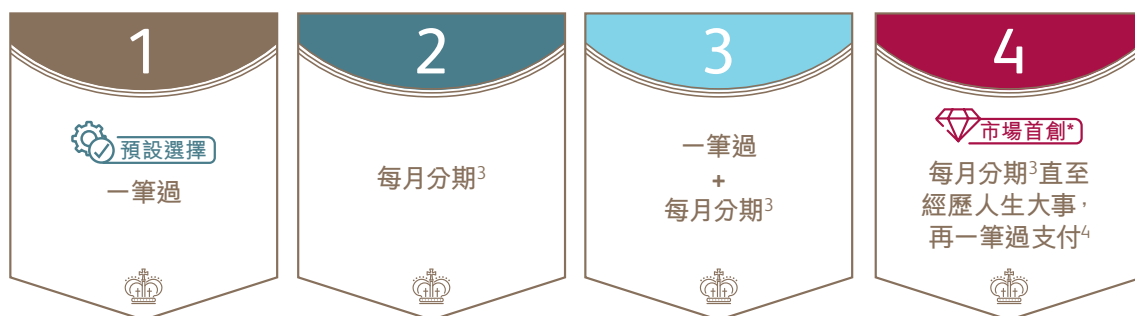 1
預設選擇
一筆過
2
每月分期3
3
一筆過
+
每月分期3
4
市場首創*
每月分期3直至
經歷人生大事，
再一筆過支付4